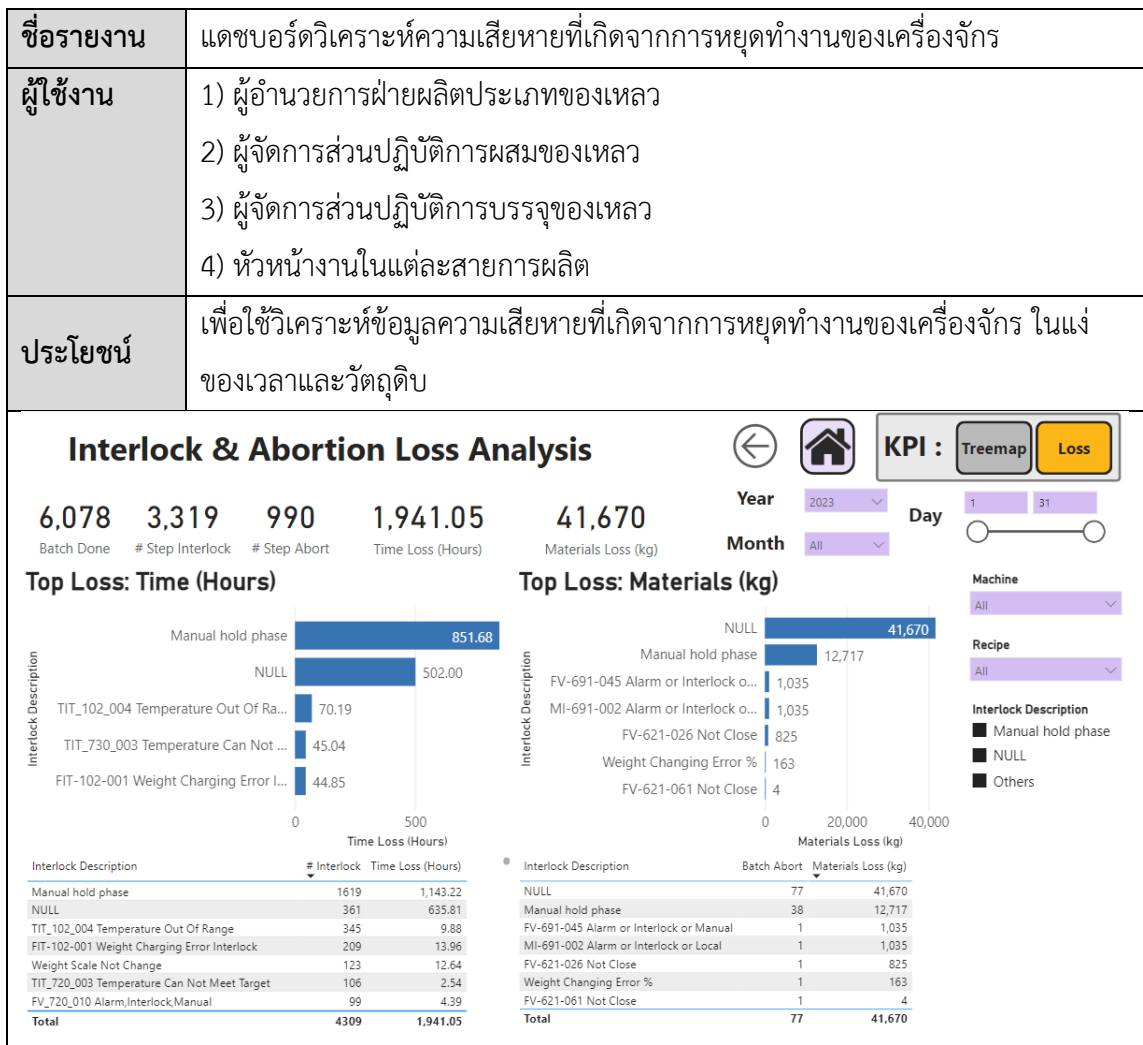 ชื่อรายงาน
แดชบอร์ดวิเคราะห์ความเสียหายที่เกิดจากการหยุดทำงานของเครื่องจักร
ผู้ใช้งาน
1) ผู้อำนวยการฝ่ายผลิตประเภทของเหลว
2) ผู้จัดการส่วนปฏิบัติการผสมของเหลว
3) ผู้จัดการส่วนปฏิบัติการบรรจุของเหลว
4) หัวหน้างานในแต่ละสายการผลิต
ประโยชน์
เพื่อใช้วิเคราะห์ข้อมูลความเสียหายที่เกิดจากการหยุดทำงานของเครื่องจักร ในแง่
ของเวลาและวัตถุดิบ
Interlock & Abortion Loss Analysis
KPI :
Treemap
Loss
6,078
Batch Done
3,319
# Step Interlock
990
# Step Abort
1,941.05
Time Loss (Hours)
41,670
Materials Loss (kg)
Year
2023
Month
All
Day
1
31
Top Loss: Time (Hours)
Interlock Description
Manual hold phase 851.68
NULL 502.00
TIT_102_004 Temperature Out Of Ra... 70.19
TIT_730_003 Temperature Can Not ... 45.04
FIT-102-001 Weight Charging Error I... 44.85
0 500
Time Loss (Hours)
Top Loss: Materials (kg)
Interlock Description
NULL 41,670
Manual hold phase 12,717
FV-691-045 Alarm or Interlock o... 1,035
MI-691-002 Alarm or Interlock o... 1,035
FV-621-026 Not Close 825
Weight Changing Error % 163
FV-621-061 Not Close 4
0 20,000 40,000
Materials Loss (kg)
Machine
All
Recipe
All
Interlock Description
Manual hold phase
NULL
Others
Interlock Description # Interlock Time Loss (Hours)
Manual hold phase 1619 1,143.22
NULL 361 635.81
TIT_102_004 Temperature Out Of Range 345 9.88
FIT-102-001 Weight Charging Error Interlock 209 13.96
Weight Scale Not Change 123 12.64
TIT_720_003 Temperature Can Not Meet Target 106 2.54
FV_720_010 Alarm,Interlock,Manual 99 4.39
Total 4309 1,941.05
Interlock Description Batch Abort Materials Loss (kg)
NULL 77 41,670
Manual hold phase 38 12,717
FV-691-045 Alarm or Interlock or Manual 1 1,035
MI-691-002 Alarm or Interlock or Local 1 1,035
FV-621-026 Not Close 1 825
Weight Changing Error % 1 163
FV-621-061 Not Close 1 4
Total 77 41,670